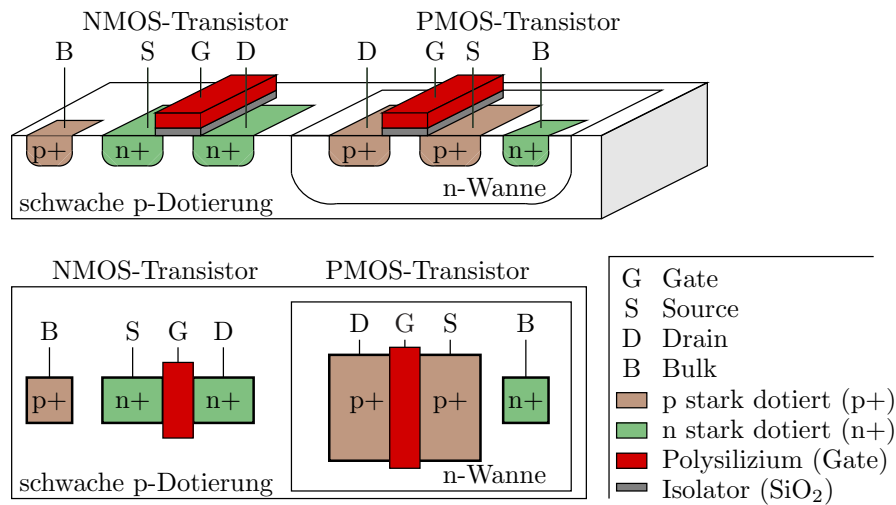 NMOS-Transistor PMOS-Transistor
B S G D D G S B
p+ n+ n+ p+ p+ n+
n-Wanne
schwache p-Dotierung
NMOS-Transistor PMOS-Transistor
B S G D D G S B
p+ n+ n+ p+ p+ n+
n-Wanne
schwache p-Dotierung
G Gate
S Source
D Drain
B Bulk
p stark dotiert (p+)
n stark dotiert (n+)
Polysilizium (Gate)
Isolator (SiO₂)